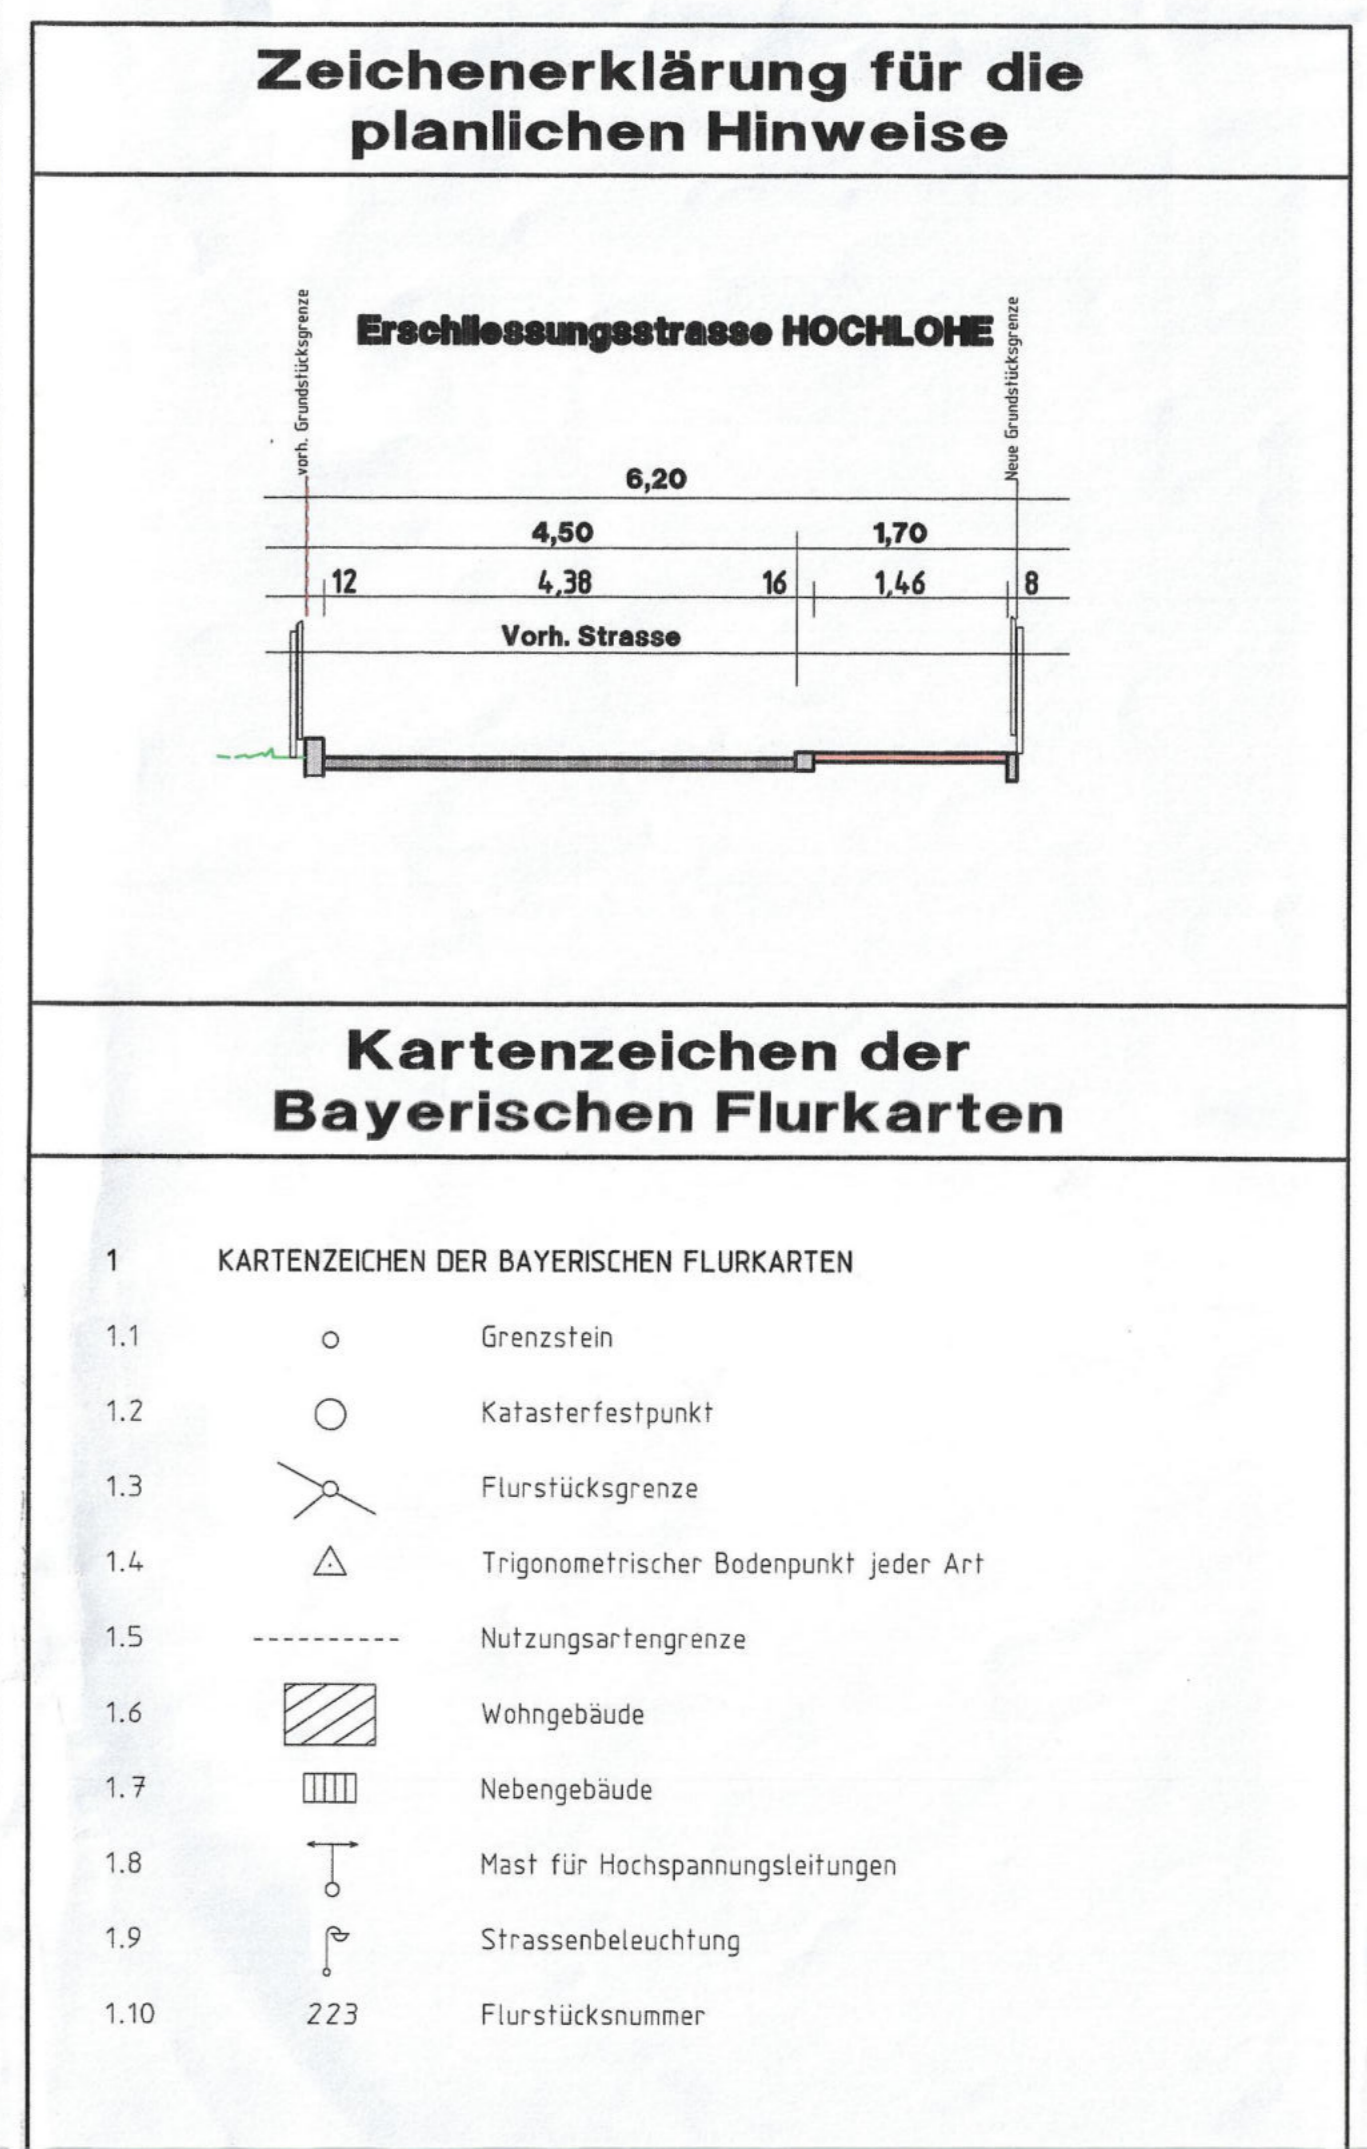 Zeichenerklärung für die
planlichen Hinweise
vorh. Grundstücksgrenze
Erschliessungsstrasse HOCHLOHE
Neue Grundstücksgrenze
6,20
4,50 1,70
12 4,38 16 1,46 8
Vorh. Strasse
Kartenzeichen der
Bayerischen Flurkarten
1 KARTENZEICHEN DER BAYERISCHEN FLURKARTEN
1.1 Grenzstein
1.2 Katasterfestpunkt
1.3 Flurstücksgrenze
1.4 Trigonometrischer Bodenpunkt jeder Art
1.5 Nutzungsartengrenze
1.6 Wohngebäude
1.7 Nebengebäude
1.8 Mast für Hochspannungsleitungen
1.9 Strassenbeleuchtung
1.10 223 Flurstücksnummer